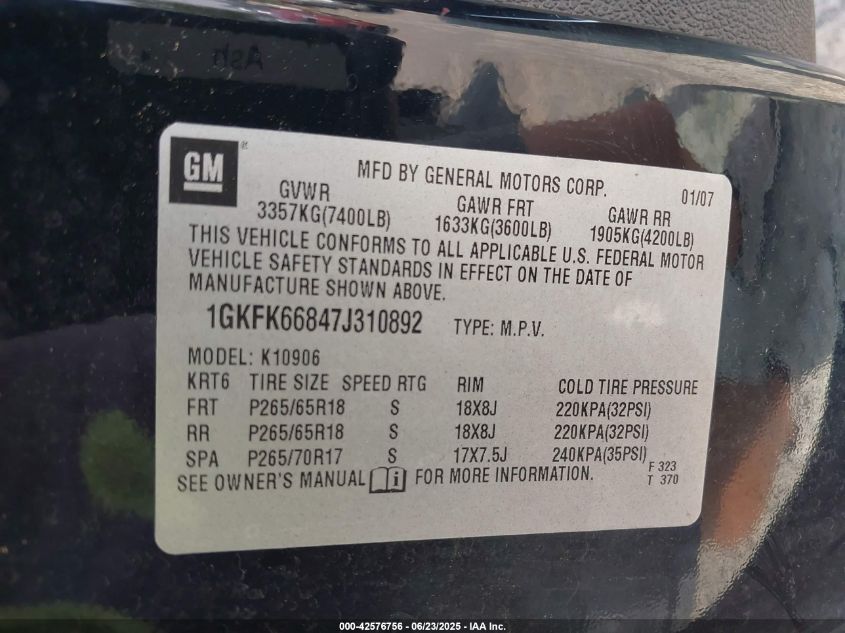 GM
MFD BY GENERAL MOTORS CORP. 01/07
GVWR GAWR FRT GAWR RR
3357KG(7400LB) 1633KG(3600LB) 1905KG(4200LB)
THIS VEHICLE CONFORMS TO ALL APPLICABLE U.S. FEDERAL MOTOR
VEHICLE SAFETY STANDARDS IN EFFECT ON THE DATE OF
MANUFACTURE SHOWN ABOVE.
1GKFK66847J310892 TYPE: M.P.V.
MODEL: K10906
KRT6 TIRE SIZE SPEED RTG RIM COLD TIRE PRESSURE
FRT P265/65R18 S 18X8J 220KPA(32PSI)
RR P265/65R18 S 18X8J 220KPA(32PSI)
SPA P265/70R17 S 17X7.5J 240KPA(35PSI)
SEE OWNER'S MANUAL i FOR MORE INFORMATION.
F 323
T 370
000-42576756 - 06/23/2025 - IAA Inc.